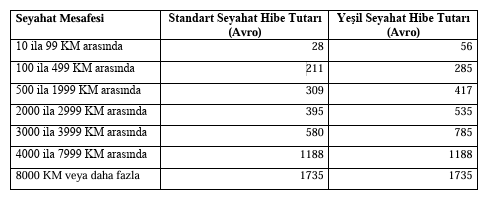 Seyahat Mesafesi Standart Seyahat Hibe Tutarı (Avro) Yeşil Seyahat Hibe Tutarı (Avro)
10 ila 99 KM arasında 28 56
100 ila 499 KM arasında 211 285
500 ila 1999 KM arasında 309 417
2000 ila 2999 KM arasında 395 535
3000 ila 3999 KM arasında 580 785
4000 ila 7999 KM arasında 1188 1188
8000 KM veya daha fazla 1735 1735